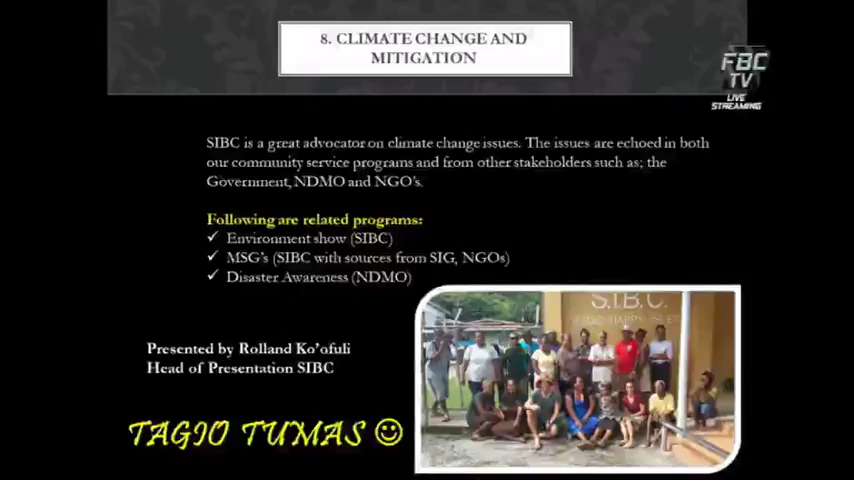 8. CLIMATE CHANGE AND
MITIGATION
FBC
TV
LIVE
STREAMING
SIBC is a great advocator on climate change issues. The issues are echoed in both
our community service programs and from other stakeholders such as; the
Government, NDMO and NGO's.
Following are related programs:
✓ Environment show (SIBC)
✓ MSG's (SIBC with sources from SIG, NGOs)
✓ Disaster Awareness (NDMO)
S.I.B.C.
Presented by Rolland Ko'ofuli
Head of Presentation SIBC
TAGIO TUMAS ☺